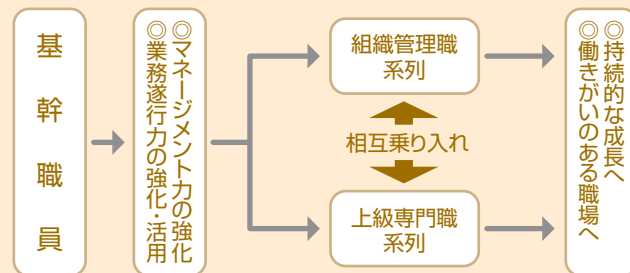 基幹職員
◎マネージメント力の強化
◎業務遂行力の強化・活用
組織管理職
系列
相互乗り入れ
上級専門職
系列
◎持続的な成長へ
◎働きがいのある職場へ